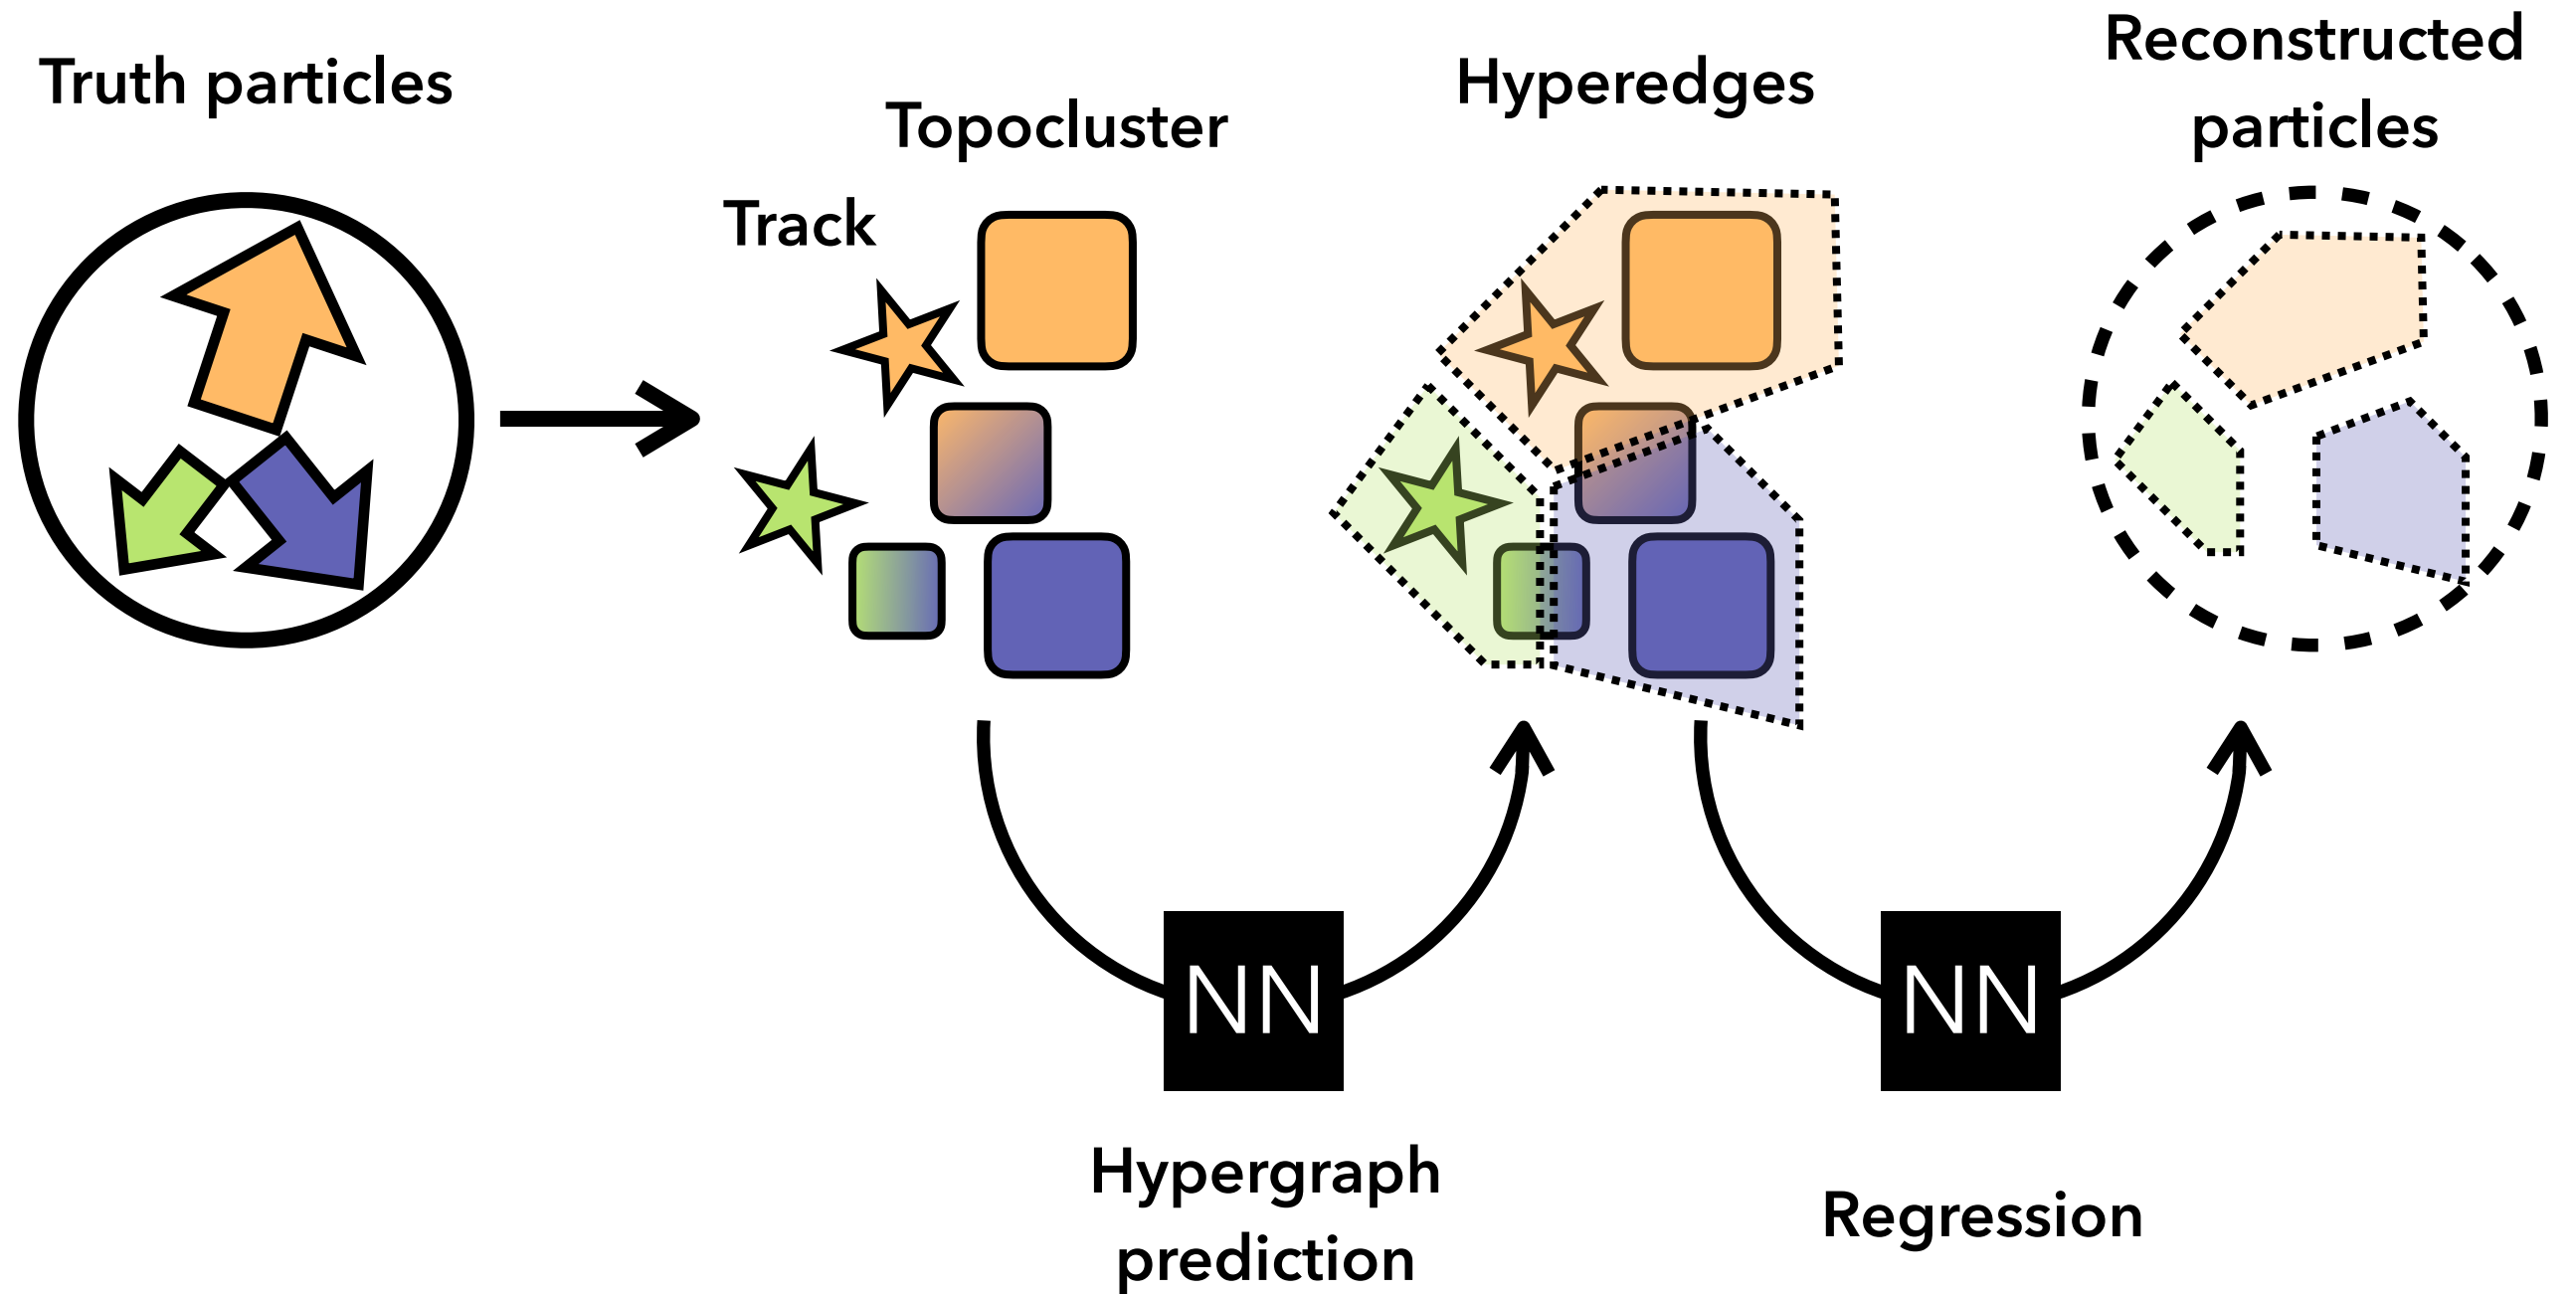 Truth particles
Track
Topocluster
Hyperedges
Reconstructed
particles
NN
NN
Hypergraph
prediction
Regression